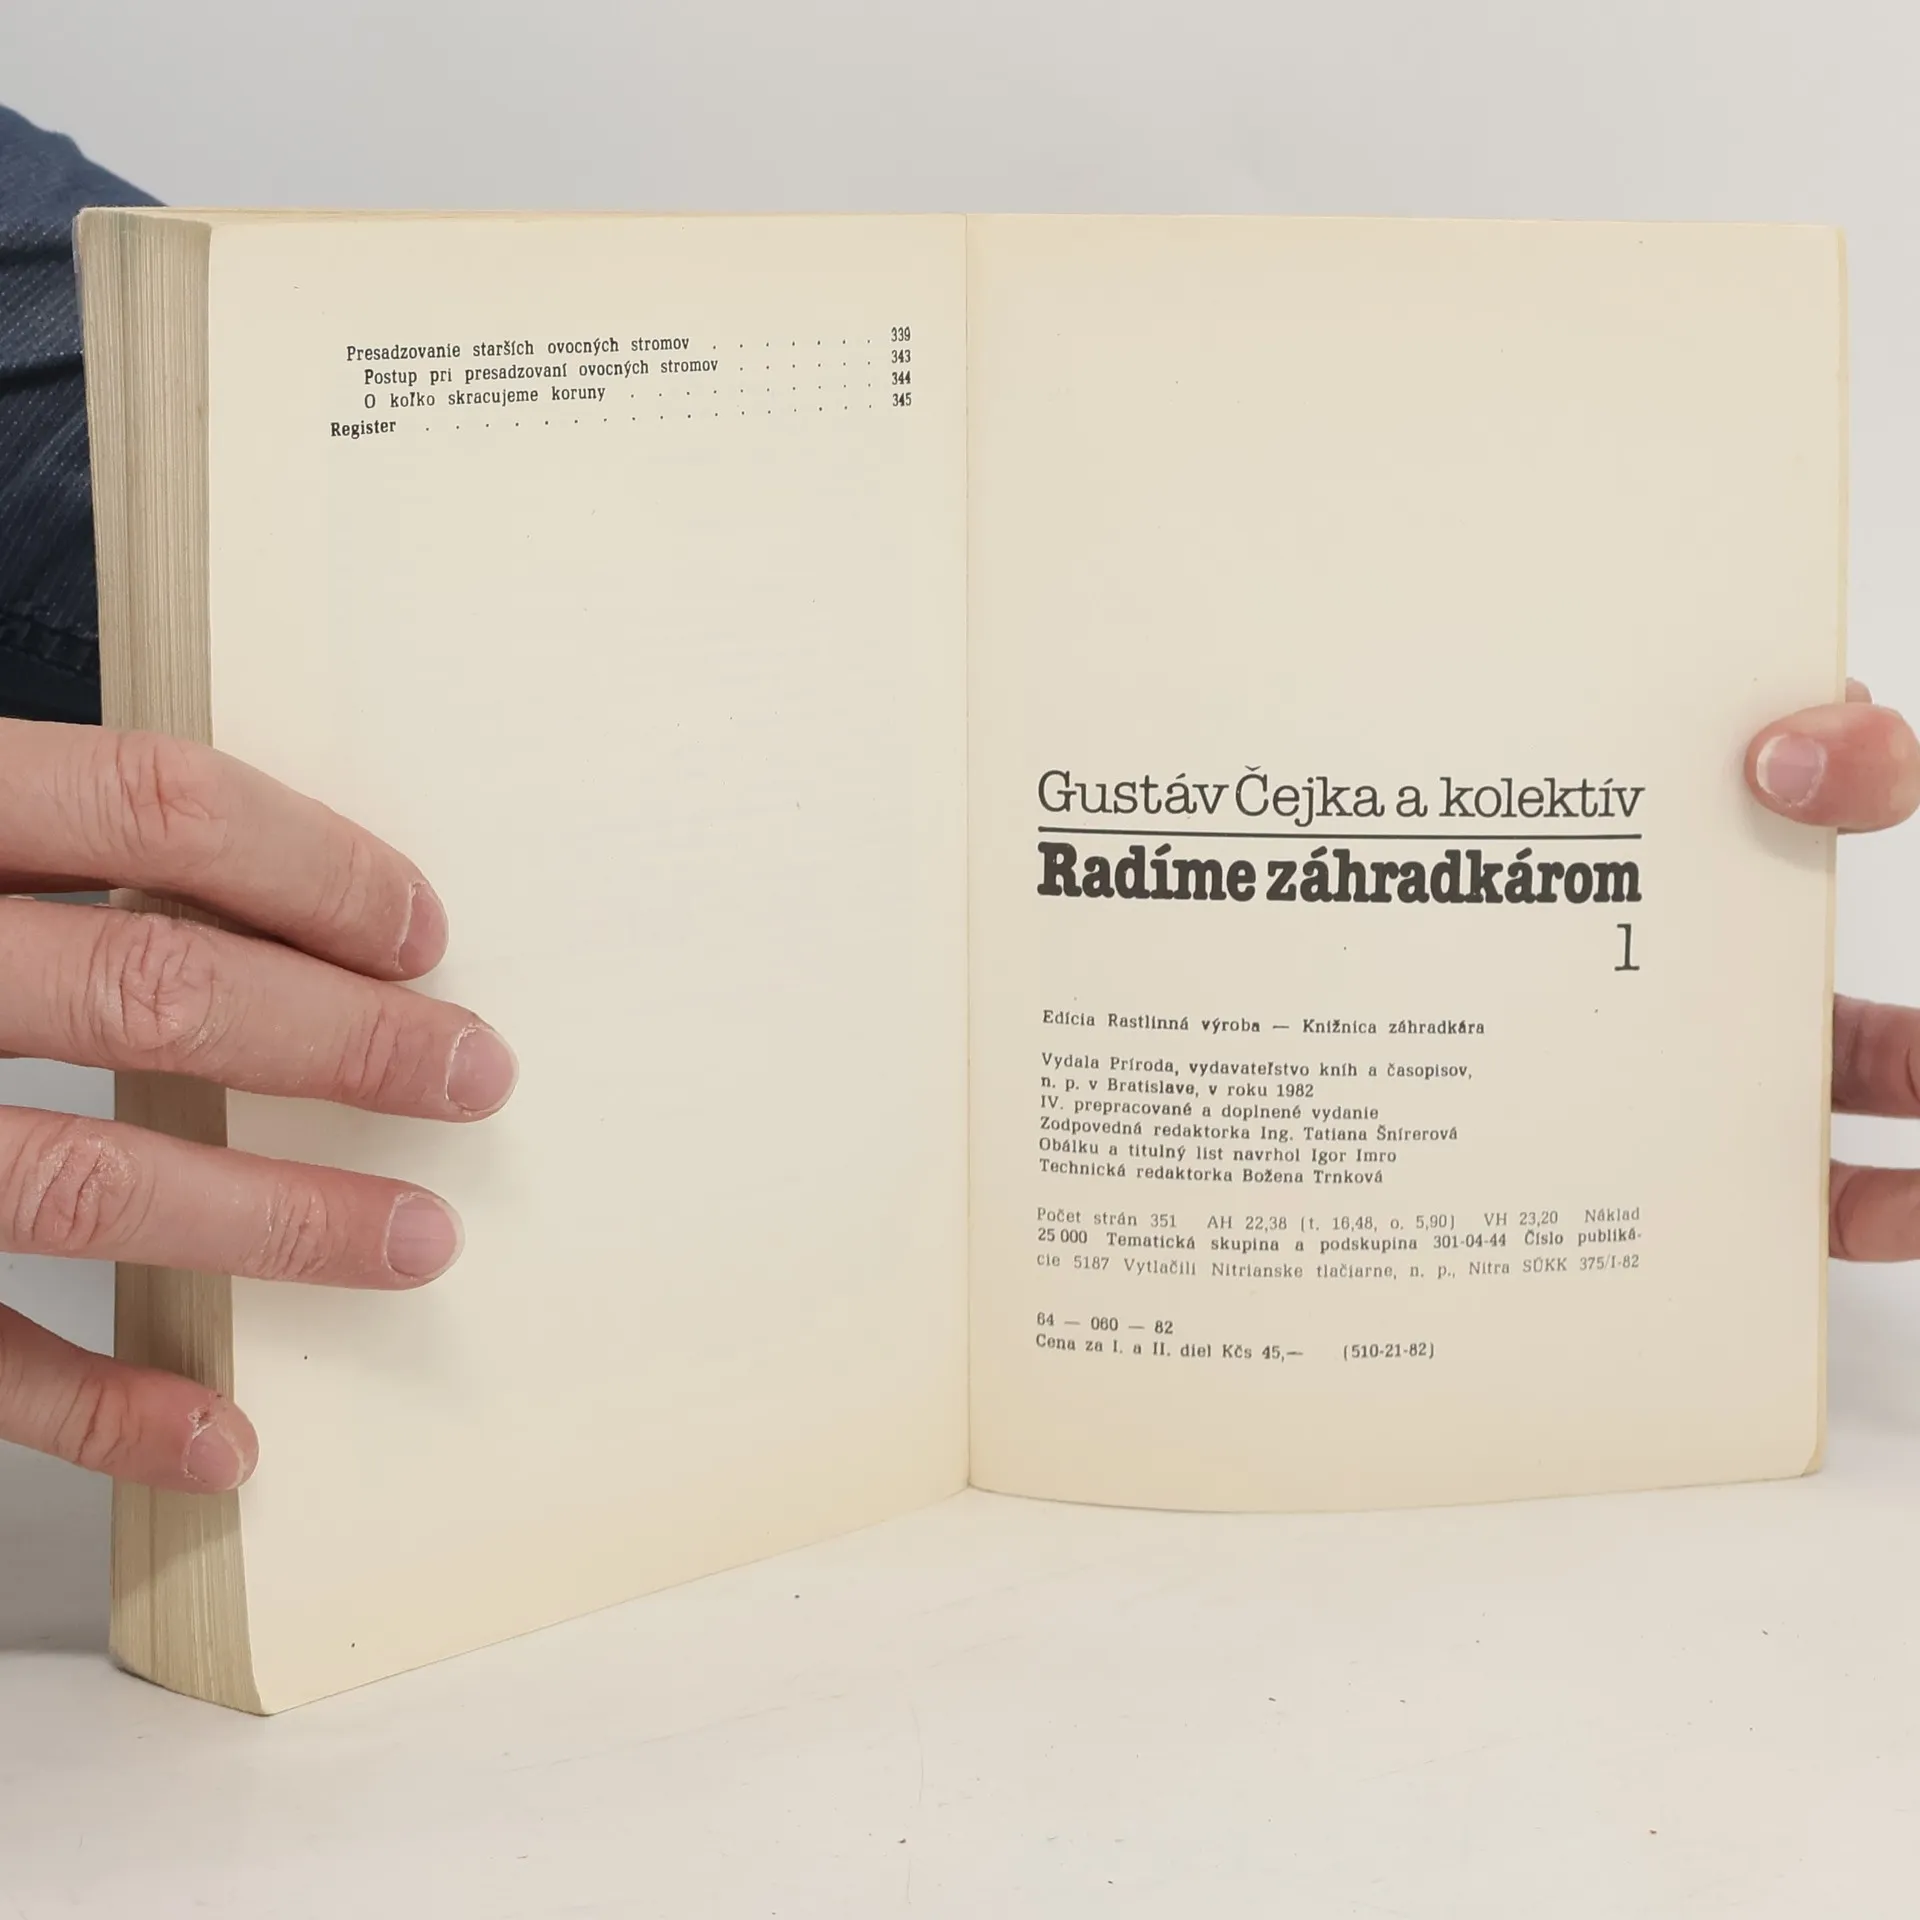 Presadzovanie starších ovocných stromov . . . . . . . 339
Postup pri presadzovaní ovocných stromov . . . . . . 343
O koľko skracujeme koruny . . . . . . . . . 344
Register . . . . . . . . . . . . . . . . 345
Gustáv Čejka a kolektív
Radíme záhradkárom
1
Edícia Rastlinná výroba — Knižnica záhradkára
Vydala Príroda, vydavateľstvo kníh a časopisov,
n. p. v Bratislave, v roku 1982
IV. prepracované a doplnené vydanie
Zodpovedná redaktorka Ing. Tatiana Šnírerová
Obálku a titulný list navrhol Igor Imro
Technická redaktorka Božena Trnková
Počet strán 351 AH 22,38 (t. 16,48, o. 5,90) VH 23,20 Náklad
25 000 Tematická skupina a podskupina 301-04-44 Číslo publiká-
cie 5187 Vytlačili Nitrianske tlačiarne, n. p., Nitra SÚKK 375/I-82
64 — 060 — 82
Cena za I. a II. diel Kčs 45,— (510-21-82)